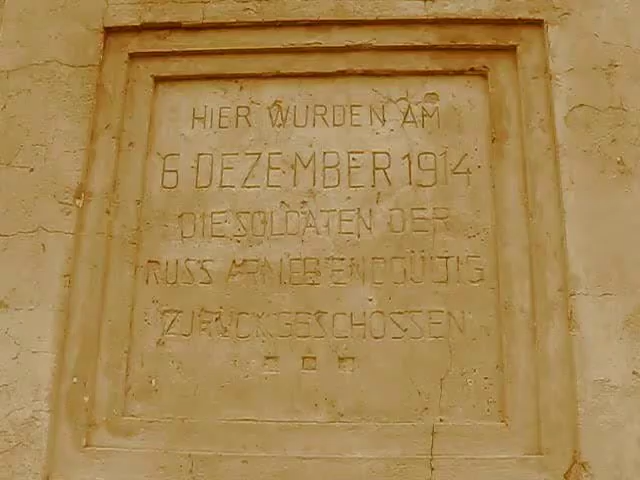 HIER WURDEN AM
6 DEZEMBER 1914
DIE SOLDATEN DER
RUSS ARMEE ENDGÜLTIG
ZURÜCKGESCHOSSEN